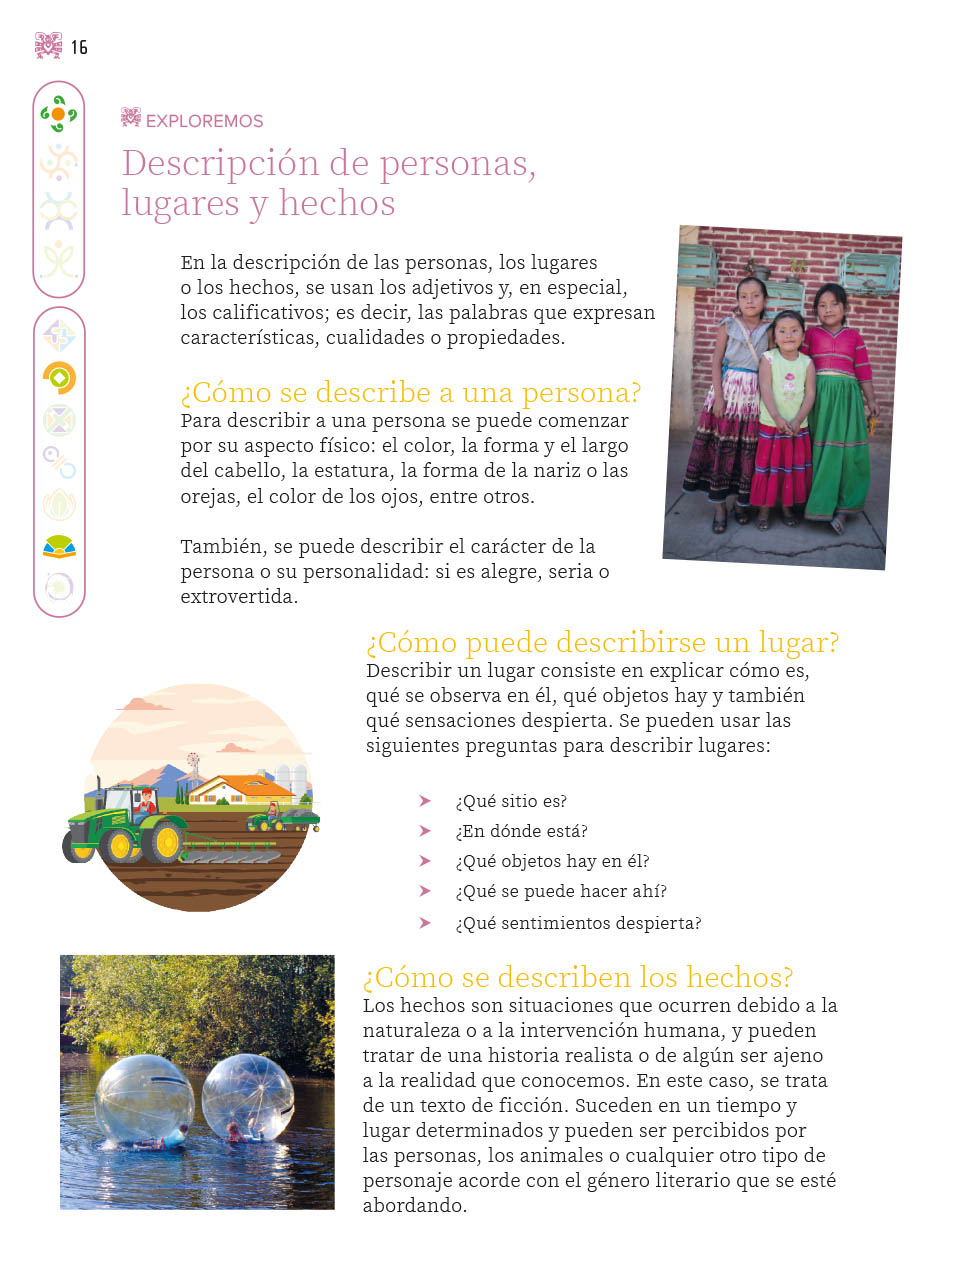 16
EXPLOREMOS
Descripción de personas,
lugares y hechos
En la descripción de las personas, los lugares
o los hechos, se usan los adjetivos y, en especial,
los calificativos; es decir, las palabras que expresan
características, cualidades o propiedades.
¿Cómo se describe a una persona?
Para describir a una persona se puede comenzar
por su aspecto físico: el color, la forma y el largo
del cabello, la estatura, la forma de la nariz o las
orejas, el color de los ojos, entre otros.
También, se puede describir el carácter de la
persona o su personalidad: si es alegre, seria o
extrovertida.
¿Cómo puede describirse un lugar?
Describir un lugar consiste en explicar cómo es,
qué se observa en él, qué objetos hay y también
qué sensaciones despierta. Se pueden usar las
siguientes preguntas para describir lugares:
¿Qué sitio es?
¿En dónde está?
¿Qué objetos hay en él?
¿Qué se puede hacer ahí?
¿Qué sentimientos despierta?
¿Cómo se describen los hechos?
Los hechos son situaciones que ocurren debido a la
naturaleza o a la intervención humana, y pueden
tratar de una historia realista o de algún ser ajeno
a la realidad que conocemos. En este caso, se trata
de un texto de ficción. Suceden en un tiempo y
lugar determinados y pueden ser percibidos por
las personas, los animales o cualquier otro tipo de
personaje acorde con el género literario que se esté
abordando.